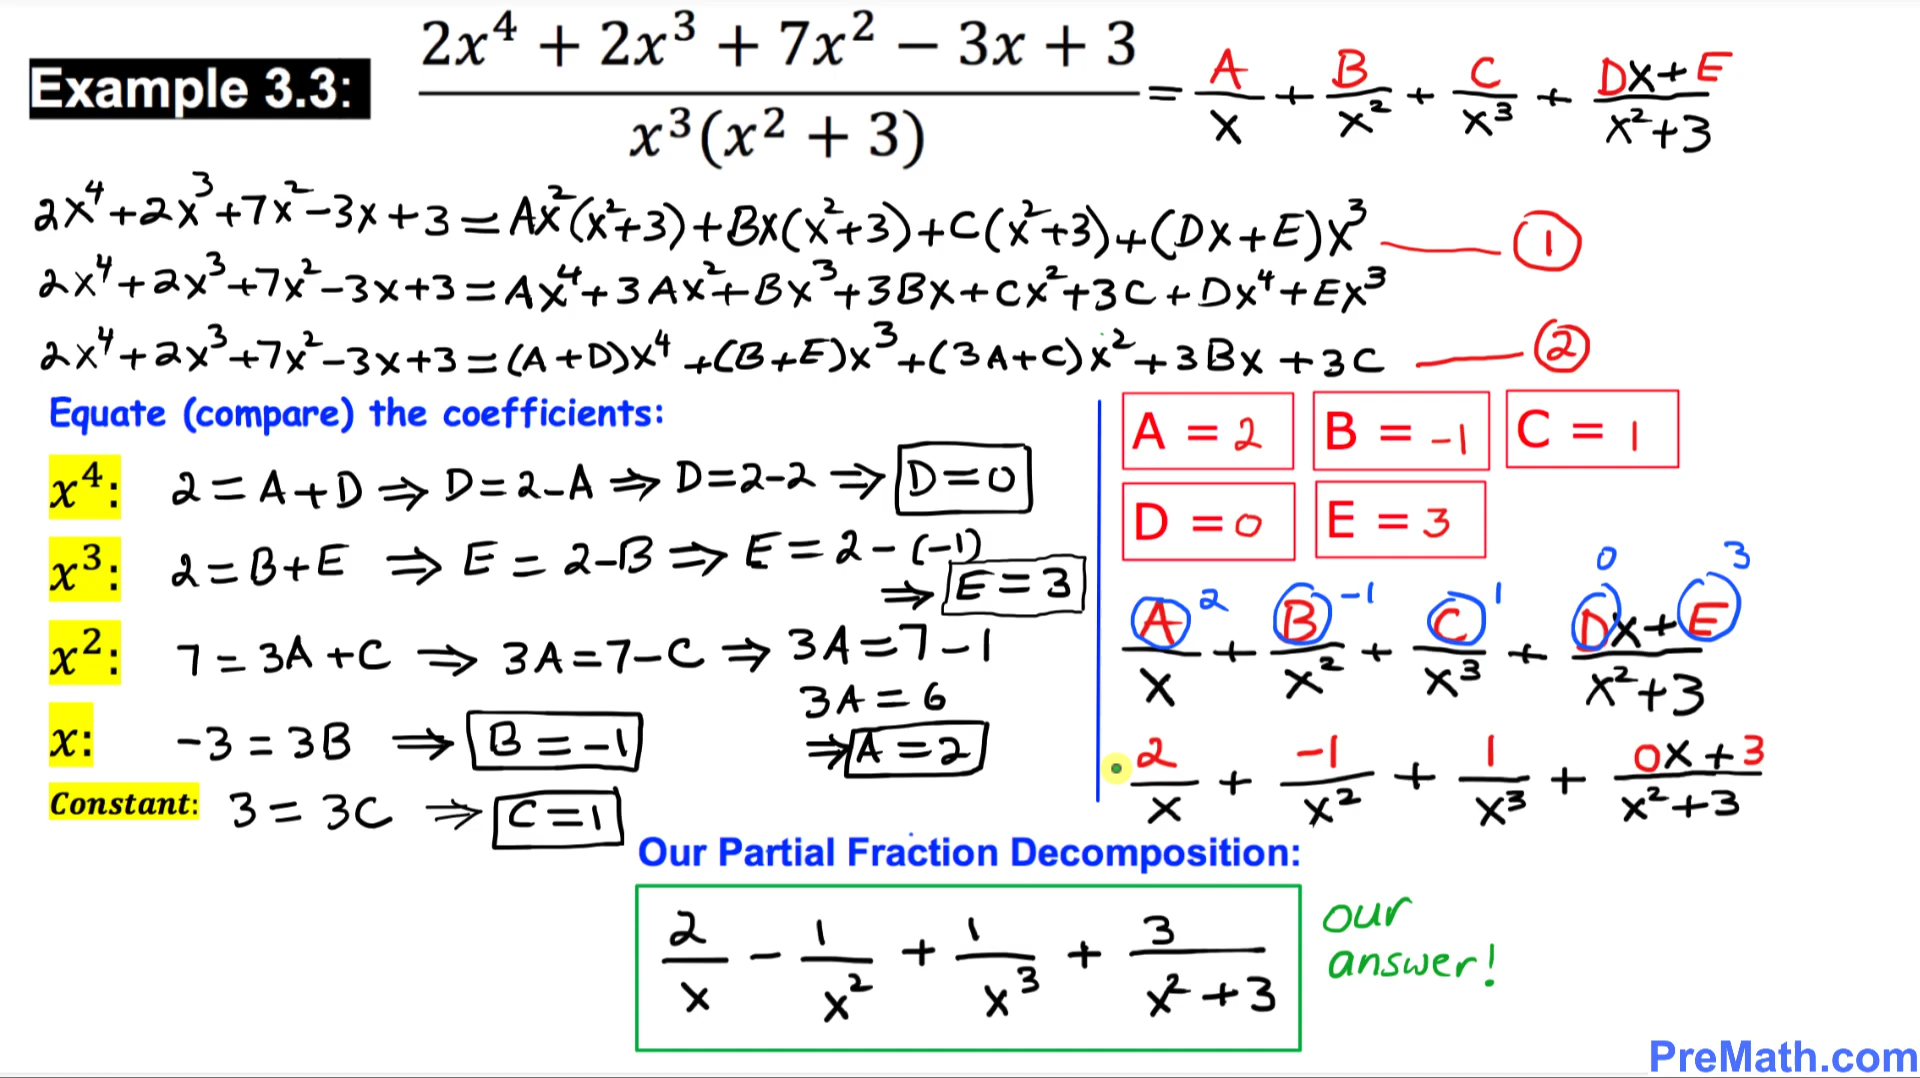 Example 3.3: (2x⁴ + 2x³ + 7x² − 3x + 3)/(x³(x² + 3)) = A/x + B/x² + C/x³ + (Dx+E)/(x²+3)
2x⁴+2x³+7x²-3x+3 = Ax²(x²+3)+Bx(x²+3)+C(x²+3)+(Dx+E)x³ —— 1
2x⁴+2x³+7x²-3x+3 = Ax⁴+3Ax²+Bx³+3Bx+Cx²+3C+Dx⁴+Ex³
2x⁴+2x³+7x²-3x+3 = (A+D)x⁴+(B+E)x³+(3A+C)x²+3Bx+3C —— 2
Equate (compare) the coefficients:
x⁴: 2=A+D ⇒ D=2-A ⇒ D=2-2 ⇒ D=0
x³: 2=B+E ⇒ E=2-B ⇒ E=2-(-1)
⇒ E=3
x²: 7=3A+C ⇒ 3A=7-C ⇒ 3A=7-1
3A=6
x: -3=3B ⇒ B=-1
⇒ A=2
Constant: 3=3C ⇒ C=1
A = 2 B = -1 C = 1
D = 0 E = 3
2 -1 1 0 3
A/x + B/x² + C/x³ + (Dx+E)/(x²+3)
2/x + -1/x² + 1/x³ + (0x+3)/(x²+3)
Our Partial Fraction Decomposition:
2/x - 1/x² + 1/x³ + 3/(x²+3)
our
answer!
PreMath.com